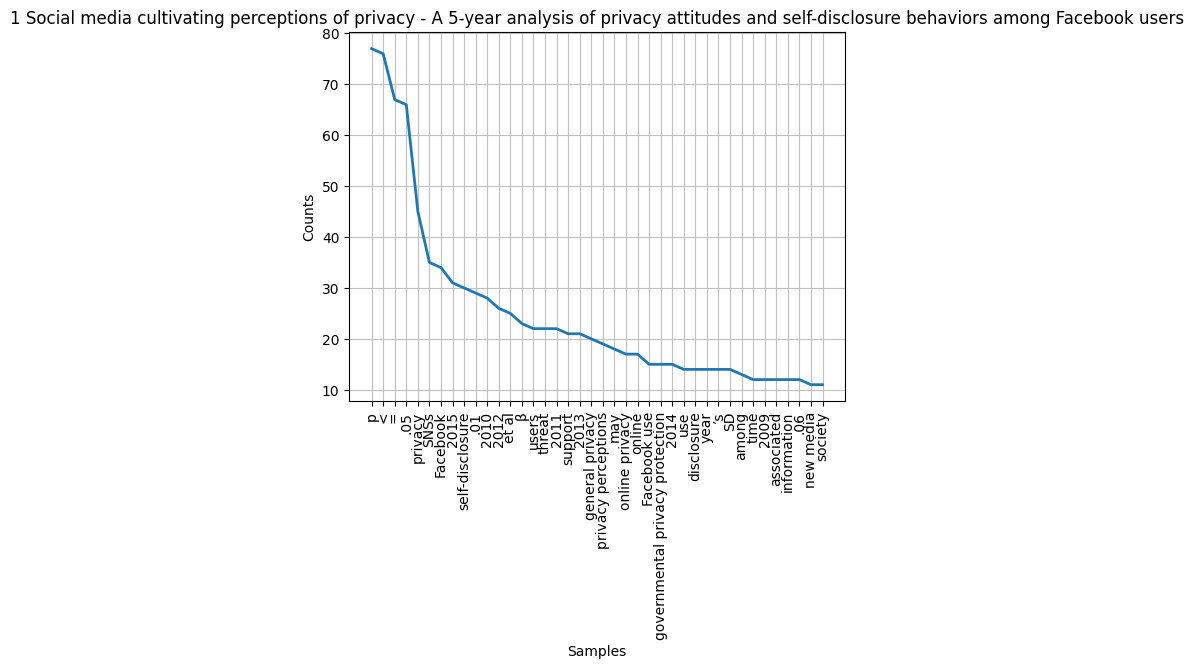 1 Social media cultivating perceptions of privacy - A 5-year analysis of privacy attitudes and self-disclosure behaviors among Facebook users
80
70
60
50
40
30
20
10
Counts
p
<
=
.05
privacy
SNSs
Facebook
2015
self-disclosure
.01
2010
2012
et al
β
users
threat
2011
support
2013
general privacy
privacy perceptions
may
online privacy
online
Facebook use
governmental privacy protection
2014
use
disclosure
year
's
SD
among
time
2009
associated
information
.06
new media
society
Samples